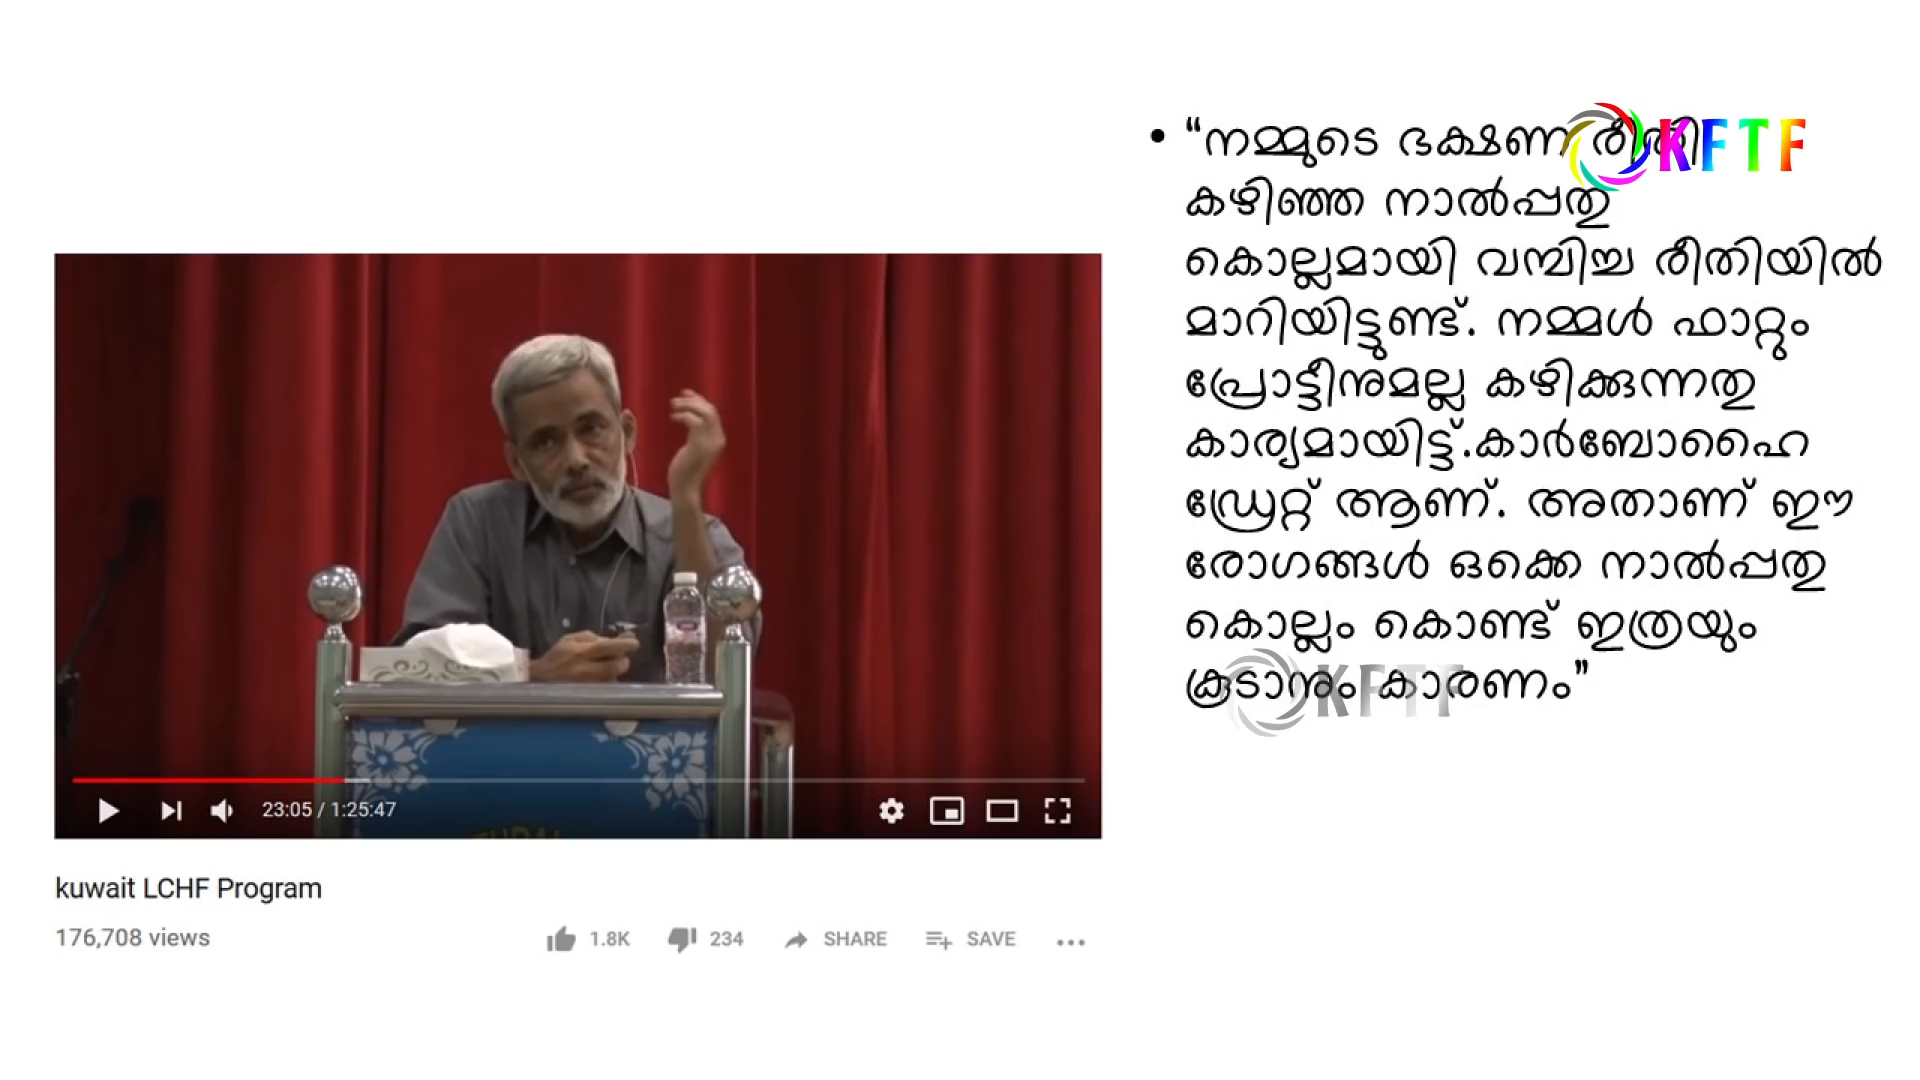 • “നമ്മുടെ ഭക്ഷണ രീതി
KFTF
കഴിഞ്ഞ നാൽപ്പതു
കൊല്ലമായി വമ്പിച്ച രീതിയിൽ
മാറിയിട്ടുണ്ട്. നമ്മൾ ഫാറ്റും
പ്രോട്ടീനുമല്ല കഴിക്കുന്നതു
കാര്യമായിട്ട്.കാർബോഹൈ
ഡ്രേറ്റ് ആണ്. അതാണ് ഈ
രോഗങ്ങൾ ഒക്കെ നാൽപ്പതു
കൊല്ലം കൊണ്ട് ഇത്രയും
കൂടാനും കാരണം”
KFTF
23:05 / 1:25:47
kuwait LCHF Program
176,708 views 1.8K 234 SHARE SAVE